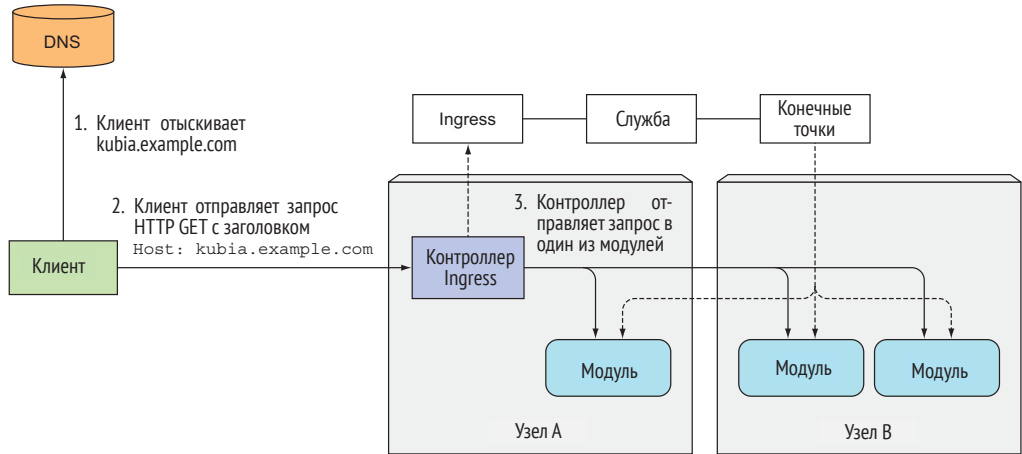 DNS
1. Клиент отыскивает
kubia.example.com
Ingress
Служба
Конечные
точки
2. Клиент отправляет запрос
HTTP GET с заголовком
Host: kubia.example.com
3. Контроллер от-
правляет запрос в
один из модулей
Клиент
Контроллер
Ingress
Модуль
Модуль
Модуль
Узел A
Узел B